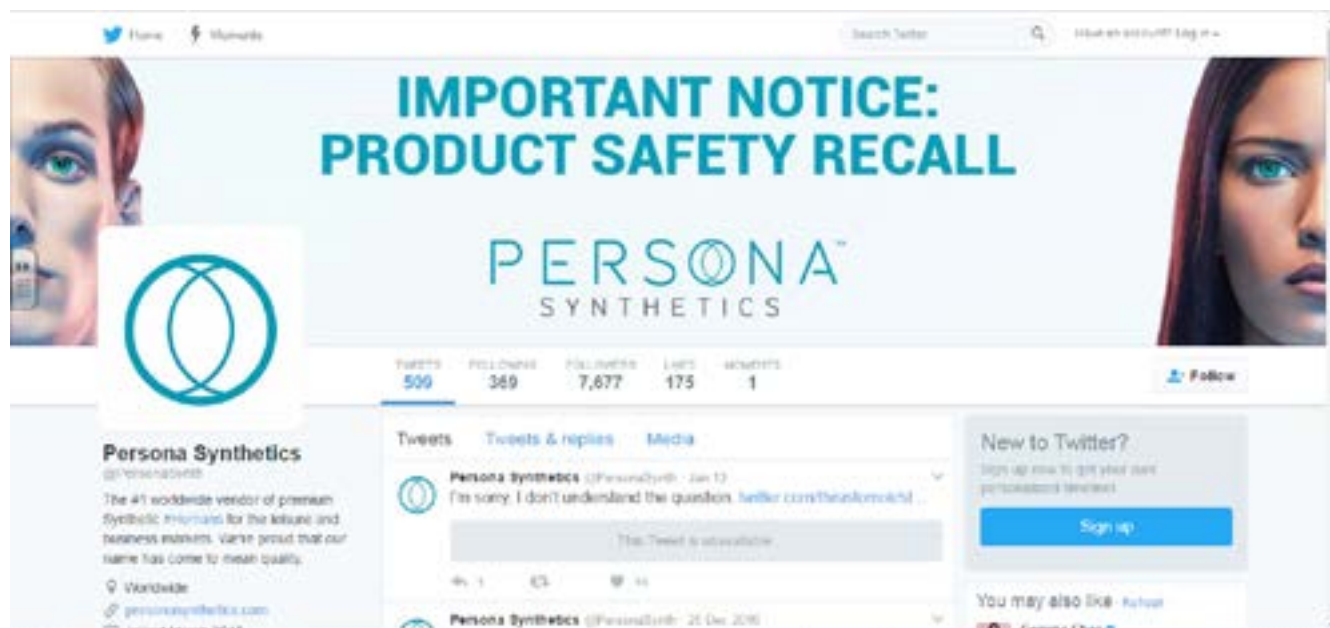 Home Moments Search Twitter Have an account? Log in
IMPORTANT NOTICE:
PRODUCT SAFETY RECALL
PERSONA™
SYNTHETICS
TWEETS FOLLOWING FOLLOWERS LIKES MOMENTS
509 369 7,677 175 1
Follow
Persona Synthetics
@PersonaSynth
The #1 worldwide vendor of premium
Synthetic #Humans for the leisure and
business markets. We're proud that our
name has come to mean quality.
Worldwide
personasynthetics.com
Tweets Tweets & replies Media
Persona Synthetics @PersonaSynth · Jan 13
I'm sorry, I don't understand the question.
This Tweet is unavailable
1
Persona Synthetics @PersonaSynth · 20 Dec 2016
New to Twitter?
Sign up now to get your own
personalized timeline!
Sign up
You may also like · Refresh